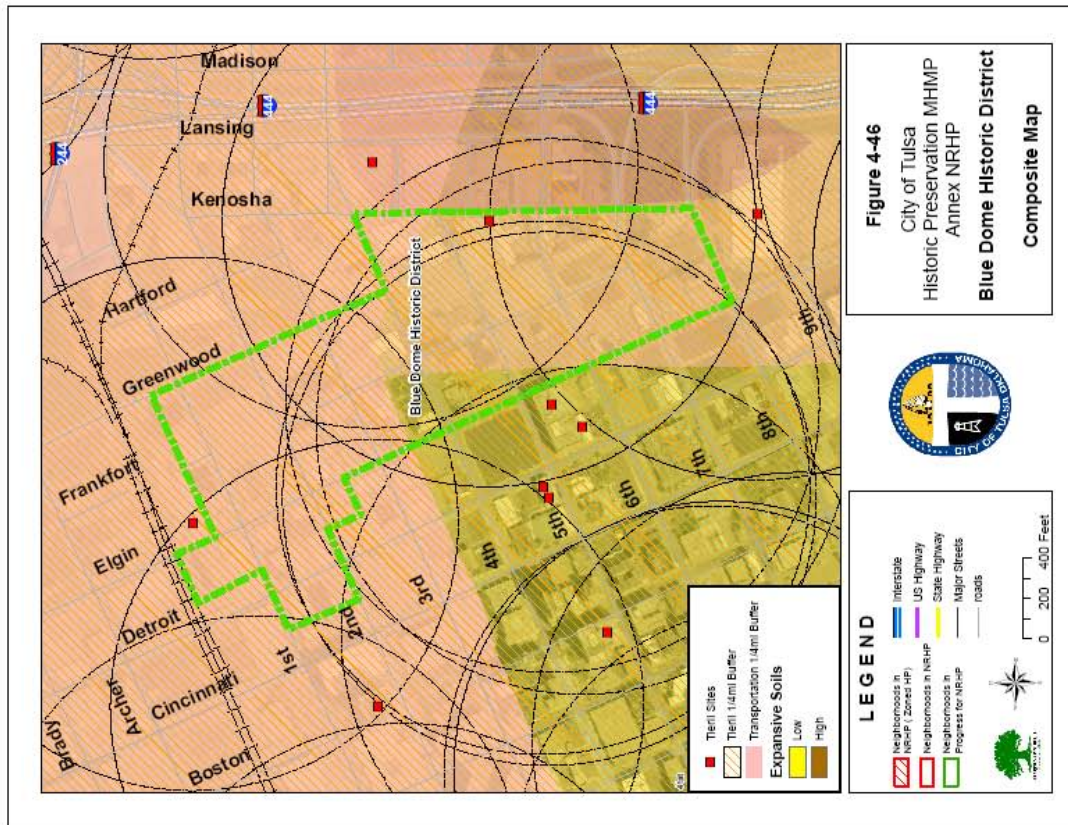 Madison
444
Lansing
444
244
Kenosha
Hartford
Blue Dome Historic District
Greenwood
9th
Frankfort
8th
7th
Elgin
6th
5th
4th
Detroit
3rd
2nd
1st
Cincinnati
Archer
Boston
Brady
TierII Sites
TierII 1/4mi Buffer
Transportation 1/4mi Buffer
Expansive Soils
Low
High
Figure 4-46
City of Tulsa
Historic Preservation MHMP
Annex NRHP
Blue Dome HIstoric District
Composite Map
CITY OF TULSA OKLAHOMA
LEGEND
Neighborhoods in
NRHP ( Zoned HP)
Neighborhoods in NRHP
Neighborhoods in
Progress for NRHP
Interstate
US Highway
State Highway
Major Streets
roads
0 200 400 Feet